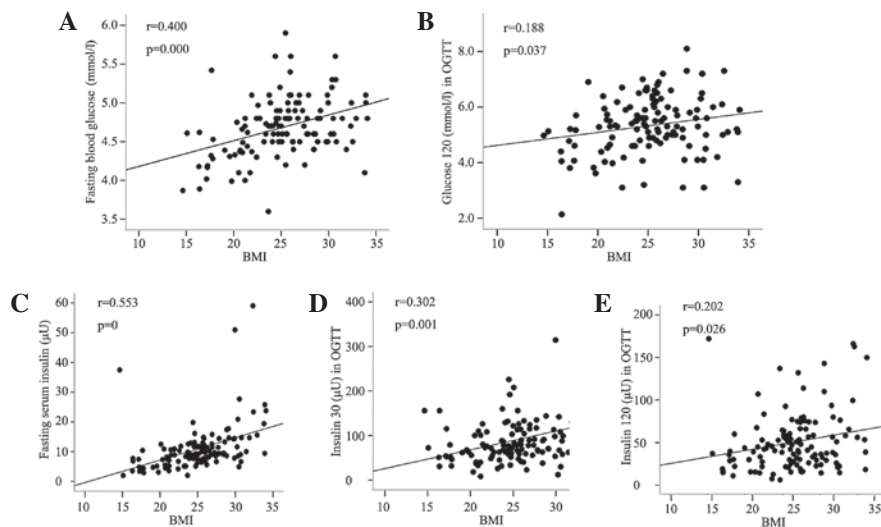 A
r=0.400
p=0.000
Fasting blood glucose (mmol/l)
6.0
5.5
5.0
4.5
4.0
3.5
10 15 20 25 30 35
BMI
B
r=0.188
p=0.037
Glucose 120 (mmol/l) in OGTT
8.0
6.0
4.0
2.0
10 15 20 25 30 35
BMI
C
r=0.553
p=0
Fasting serum insulin (μU)
60
50
40
30
20
10
0
10 15 20 25 30 35
BMI
D
r=0.302
p=0.001
Insulin 30 (μU) in OGTT
400
300
200
100
0
10 15 20 25 30
BMI
E
r=0.202
p=0.026
Insulin 120 (μU) in OGTT
200
150
100
50
0
10 15 20 25 30 35
BMI